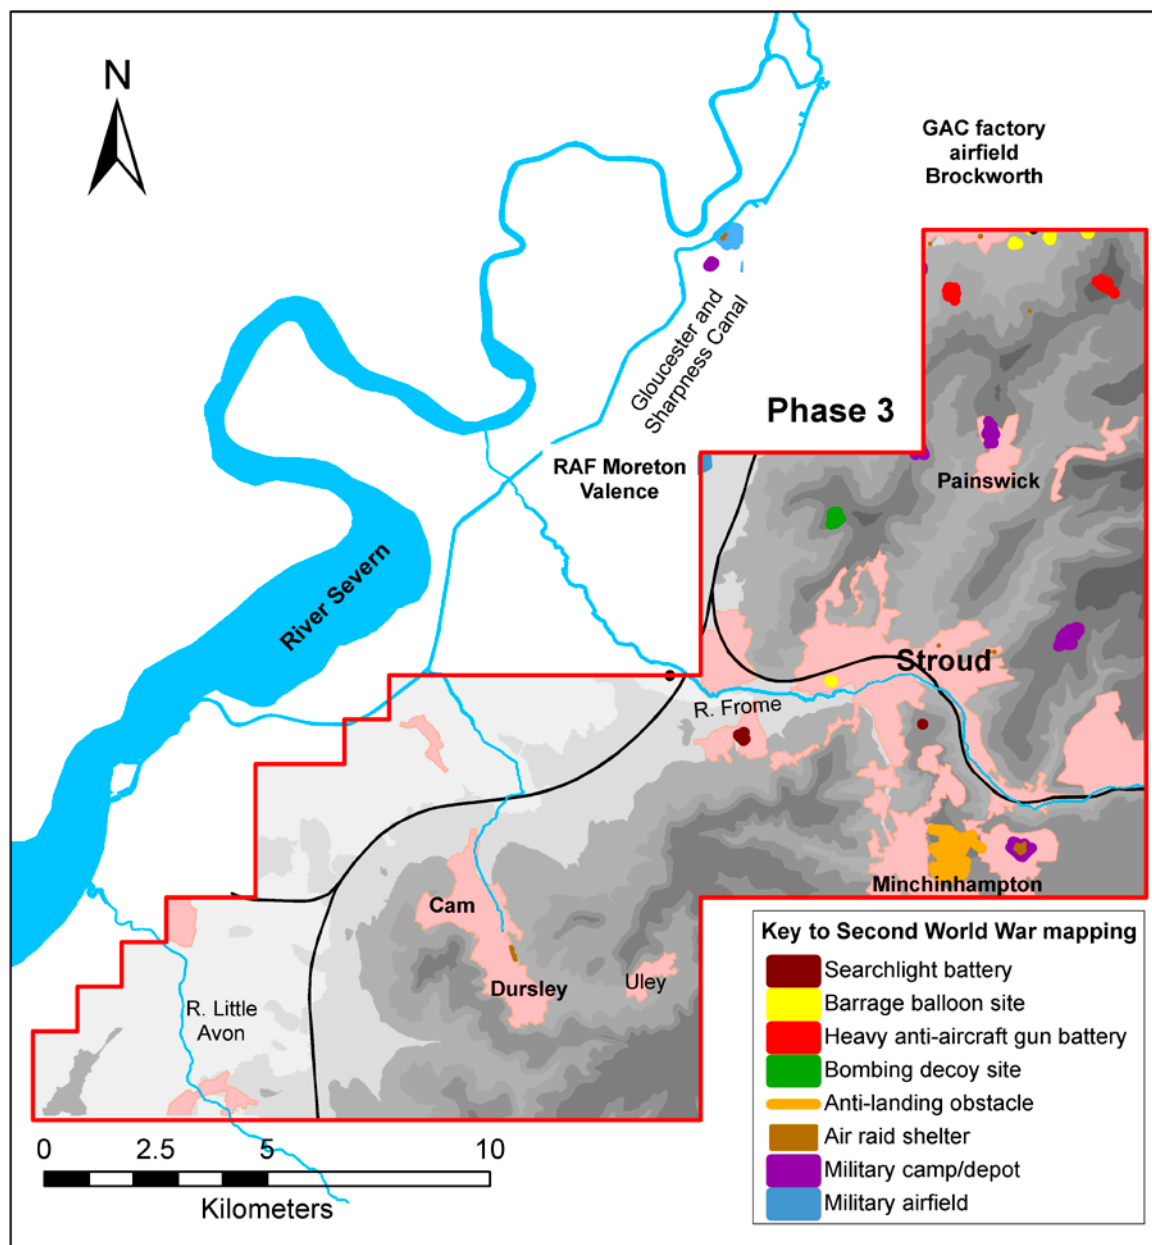 N
GAC factory
airfield
Brockworth
Gloucester and
Sharpness Canal
Phase 3
RAF Moreton
Valence
Painswick
River Severn
Stroud
R. Frome
Minchinhampton
Cam
Dursley
Uley
R. Little
Avon
Key to Second World War mapping
Searchlight battery
Barrage balloon site
Heavy anti-aircraft gun battery
Bombing decoy site
Anti-landing obstacle
Air raid shelter
Military camp/depot
Military airfield
0 2.5 5 10
Kilometers